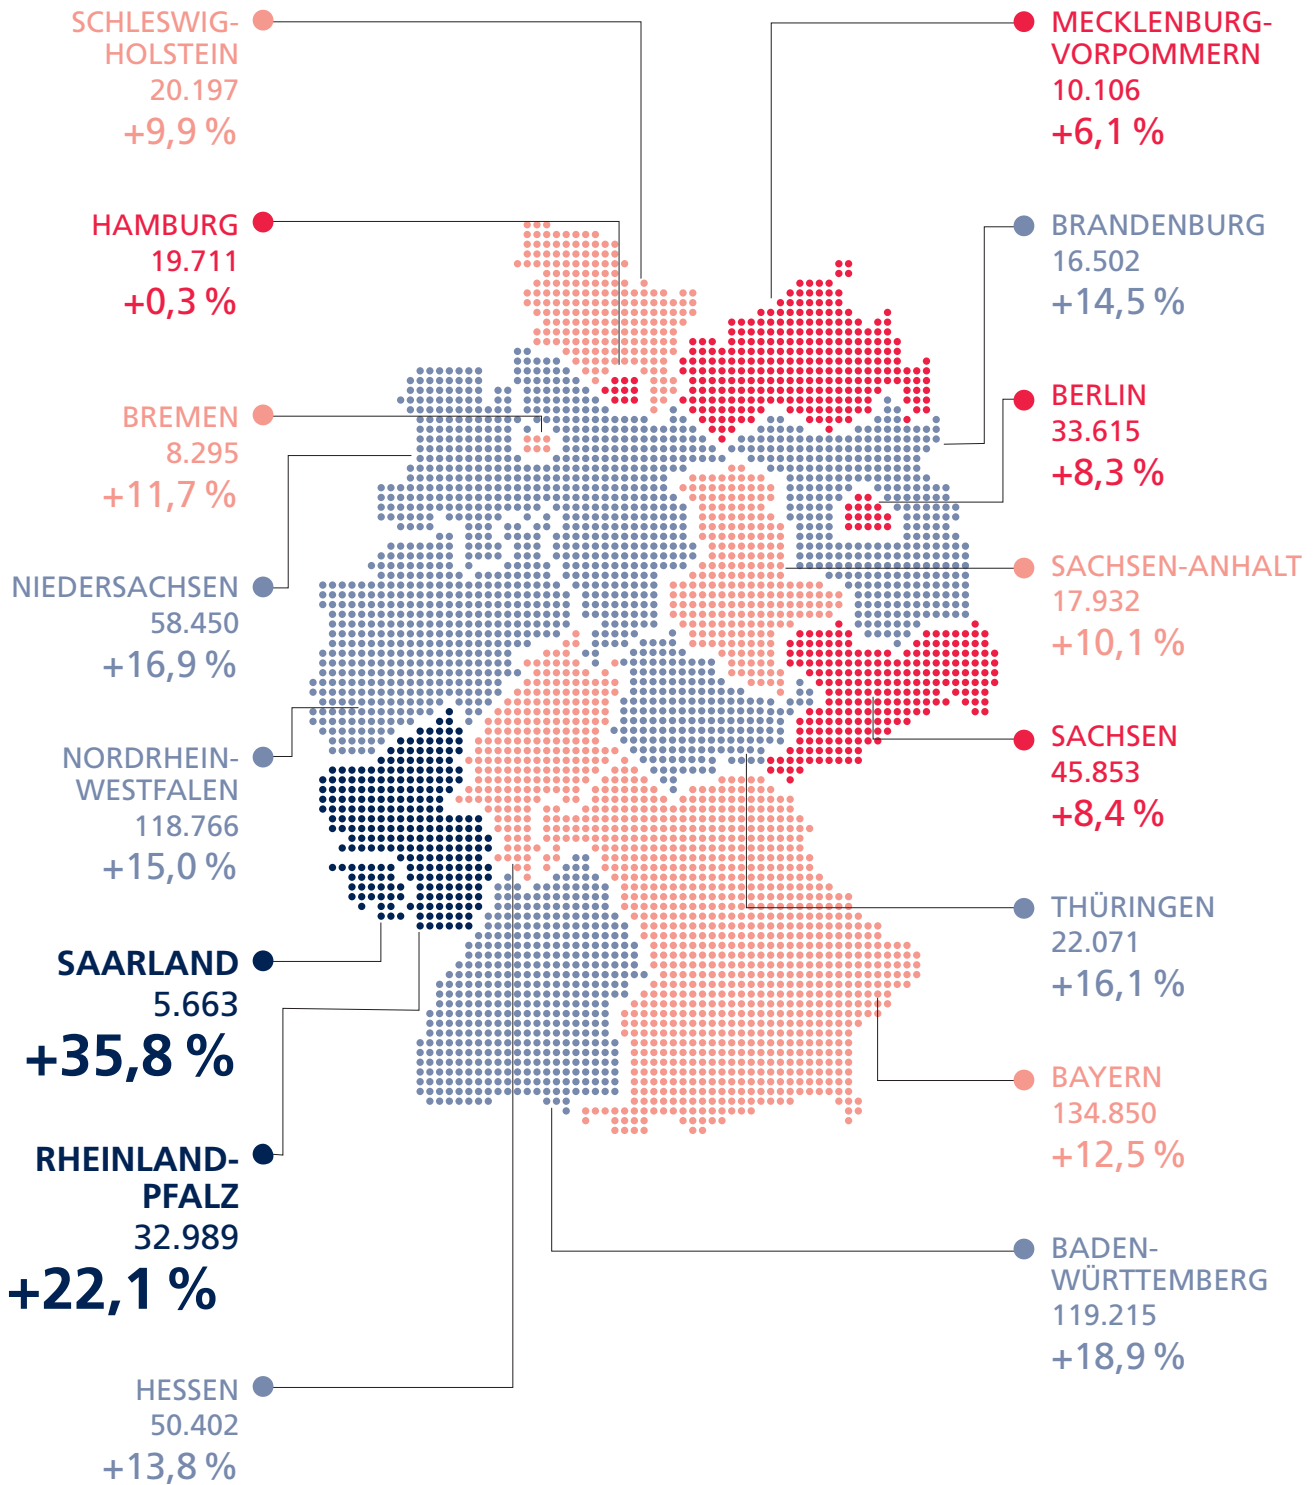 SCHLESWIG-
HOLSTEIN
20.197
+9,9 %
HAMBURG
19.711
+0,3 %
BREMEN
8.295
+11,7 %
NIEDERSACHSEN
58.450
+16,9 %
NORDRHEIN-
WESTFALEN
118.766
+15,0 %
SAARLAND
5.663
+35,8 %
RHEINLAND-
PFALZ
32.989
+22,1 %
HESSEN
50.402
+13,8 %
MECKLENBURG-
VORPOMMERN
10.106
+6,1 %
BRANDENBURG
16.502
+14,5 %
BERLIN
33.615
+8,3 %
SACHSEN-ANHALT
17.932
+10,1 %
SACHSEN
45.853
+8,4 %
THÜRINGEN
22.071
+16,1 %
BAYERN
134.850
+12,5 %
BADEN-
WÜRTTEMBERG
119.215
+18,9 %